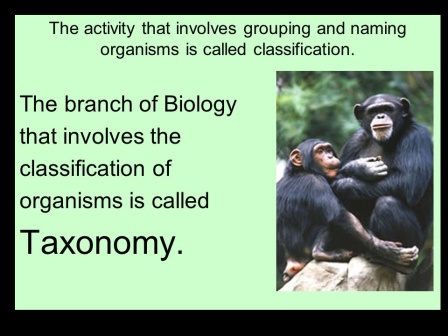 The activity that involves grouping and naming
organisms is called classification.
The branch of Biology
that involves the
classification of
organisms is called
Taxonomy.